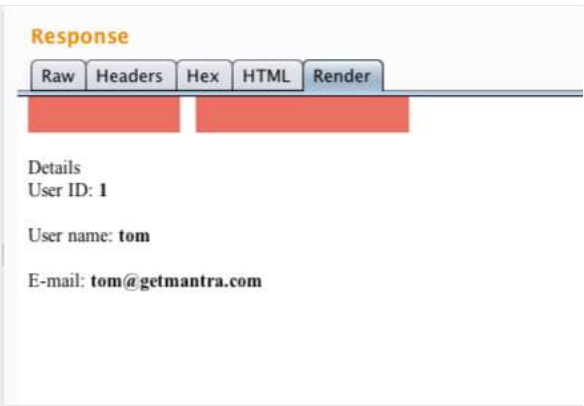 Response
Raw Headers Hex HTML Render
Details
User ID: 1
User name: tom
E-mail: tom@getmantra.com